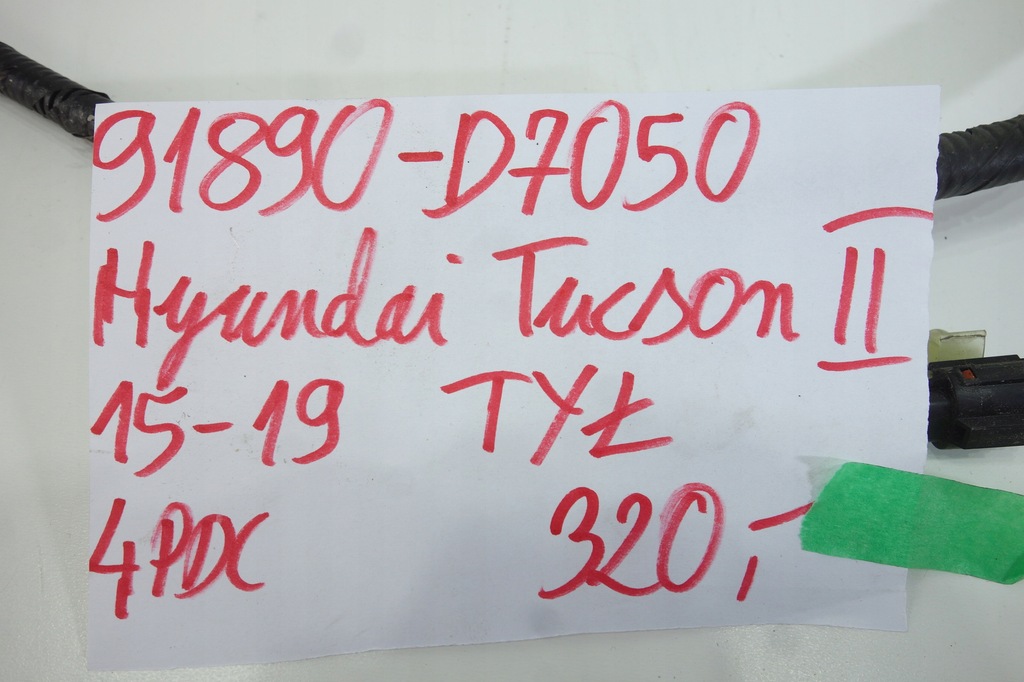 91890-D7050
Hyundai Tucson II
15-19 TYŁ
4PDC 320,-